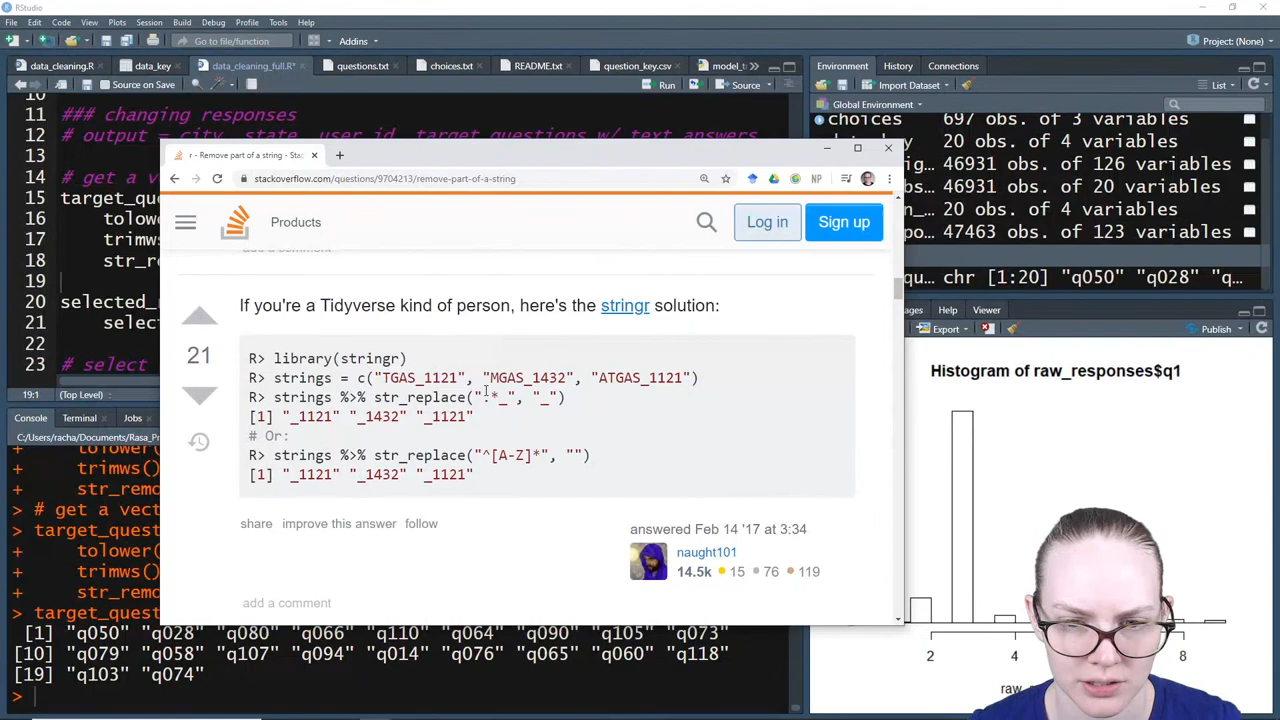 RStudio
File Edit Code View Plots Session Build Debug Profile Tools Help
Go to file/function
Addins
Project: (None)
data_cleaning.R
data_key
data_cleaning_full.R*
questions.txt
choices.txt
README.txt
question_key.csv
model_t
Source on Save
Run
Source
10
11 ### changing responses
12 # output = city, state, user id, target questions w/ text answers
13
14 # get a v
15 target_ques
16 tolowe
17 trimws
18 str_re
19
20 selected_
21 selec
22
23 # select
19:1
(Top Level)
Environment History Connections
Import Dataset
List
Global Environment
choices 697 obs. of 3 variables
46931 obs. of 126 variables
46931 obs. of 20 variables
20 obs. of 4 variables
47463 obs. of 123 variables
qu… chr [1:20] "q050" "q028" "q…
ages Help Viewer
Export
Publish
Histogram of raw_responses$q1
2 4 8
r - Remove part of a string - Stac
stackoverflow.com/questions/9704213/remove-part-of-a-string
NP
Products
Log in
Sign up
add a comment
If you're a Tidyverse kind of person, here's the stringr solution:
21
R> library(stringr)
R> strings = c("TGAS_1121", "MGAS_1432", "ATGAS_1121")
R> strings %>% str_replace(".*_", "_")
[1] "_1121" "_1432" "_1121"
# Or:
R> strings %>% str_replace("^[A-Z]*", "")
[1] "_1121" "_1432" "_1121"
share improve this answer follow
answered Feb 14 '17 at 3:34
naught101
14.5k 15 76 119
add a comment
Console Terminal Jobs
C:/Users/racha/Documents/Rasa_Pr
+ tolower(
+ trimws()
+ str_remo
> # get a vect
> target_quest
+ tolower(
+ trimws()
+ str_remo
> target_quest
[1] "q050" "q028" "q080" "q066" "q110" "q064" "q090" "q105" "q073"
[10] "q079" "q058" "q107" "q094" "q014" "q076" "q065" "q060" "q118"
[19] "q103" "q074"
>